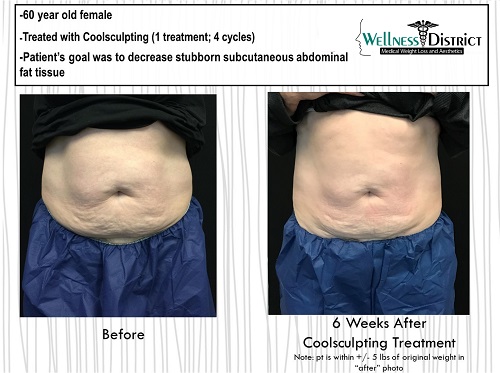 -60 year old female
-Treated with Coolsculpting (1 treatment; 4 cycles)
-Patient's goal was to decrease stubborn subcutaneous abdominal
fat tissue
WELLNESS DISTRICT
Medical Weight Loss and Aesthetics
Before
6 Weeks After
Coolsculpting Treatment
Note: pt is within +/- 5 lbs of original weight in
"after" photo